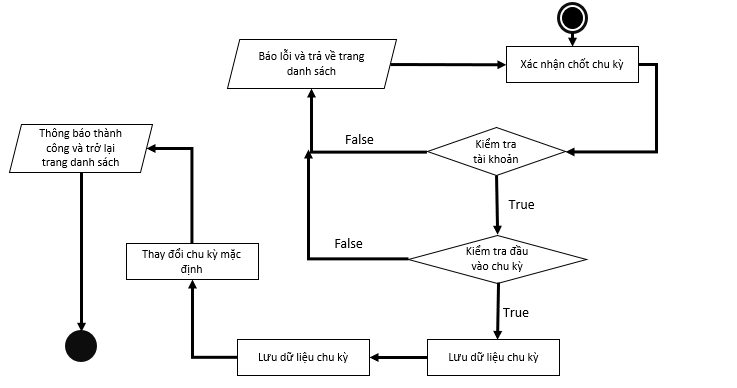 Báo lỗi và trả về trang
danh sách
Xác nhận chốt chu kỳ
Thông báo thành
công và trở lại
trang danh sách
False
Kiểm tra
tài khoản
True
False
Kiểm tra đầu
vào chu kỳ
Thay đổi chu kỳ mặc
định
True
Lưu dữ liệu chu kỳ
Lưu dữ liệu chu kỳ